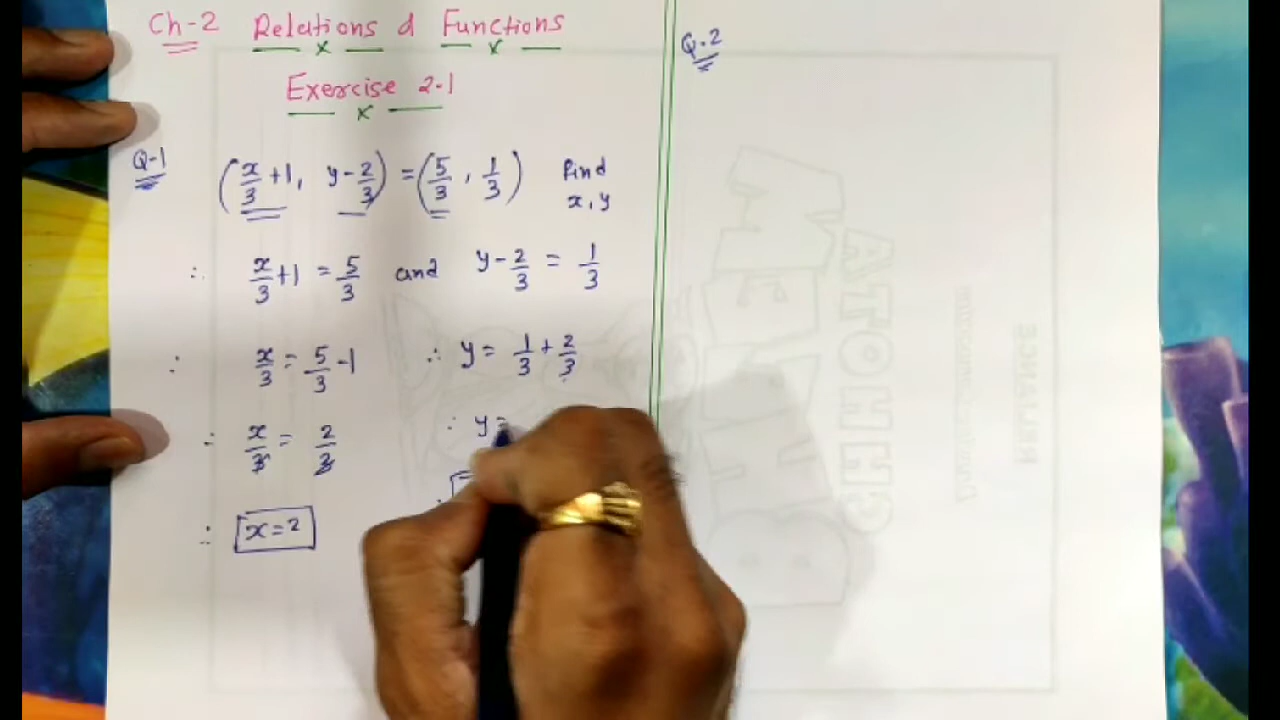 Ch-2 Relations & Functions
Exercise 2.1
Q-1 (x/3 + 1, y - 2/3) = (5/3, 1/3) find x, y
∴ x/3 + 1 = 5/3 and y - 2/3 = 1/3
∴ x/3 = 5/3 - 1 ∴ y = 1/3 + 2/3
∴ x/3 = 2/3 ∴ y =
∴ x = 2
Q.2
BHEEM
CHHOTA